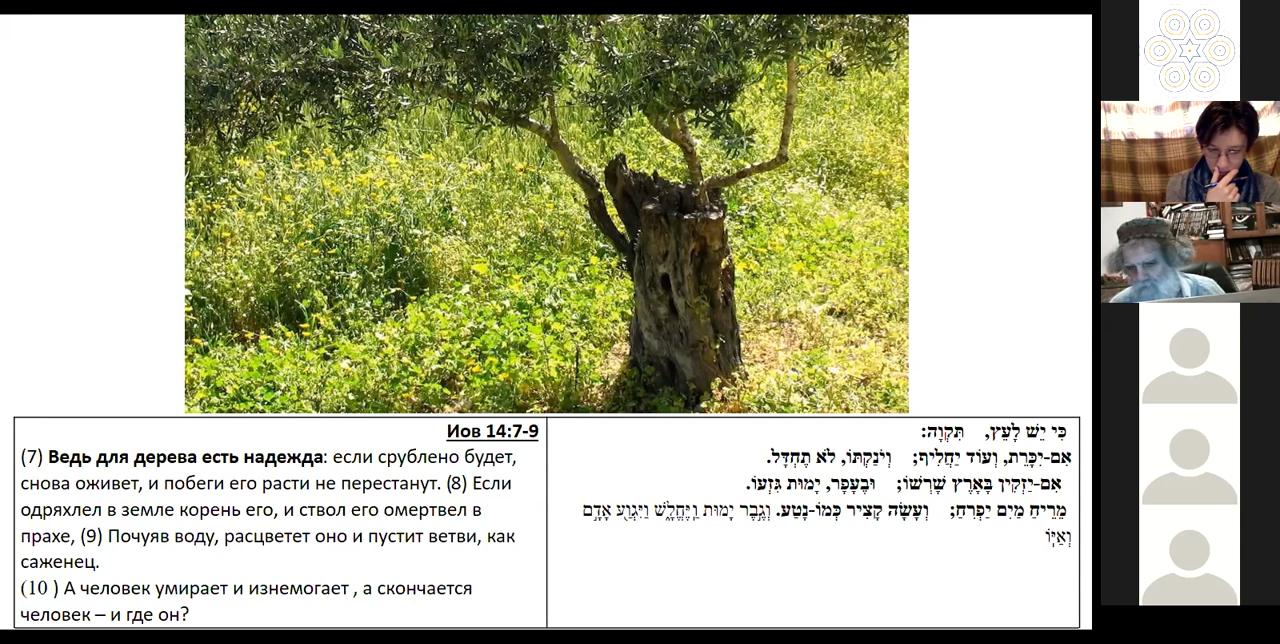 Иов 14:7-9
(7) Ведь для дерева есть надежда: если срублено будет,
снова оживет, и побеги его расти не перестанут. (8) Если
одряхлел в земле корень его, и ствол его омертвел в
прахе, (9) Почуяв воду, расцветет оно и пустит ветви, как
саженец.
(10 ) А человек умирает и изнемогает , а скончается
человек – и где он?
כִּי יֵשׁ לָעֵץ, תִּקְוָה:
אִם-יִכָּרֵת, וְעוֹד יַחֲלִיף; וְיֹנַקְתּוֹ, לֹא תֶחְדָּל.
אִם-יַזְקִין בָּאָרֶץ שָׁרְשׁוֹ; וּבֶעָפָר, יָמוּת גִּזְעוֹ.
מֵרֵיחַ מַיִם יַפְרִחַ; וְעָשָׂה קָצִיר כְּמוֹ-נָטַע. וְגֶ֣בֶר יָ֭מוּת וַֽיֶּחֱלָ֑שׁ וַיִּגְוַ֖ע אָדָ֣ם
וְאַיּֽוֹ